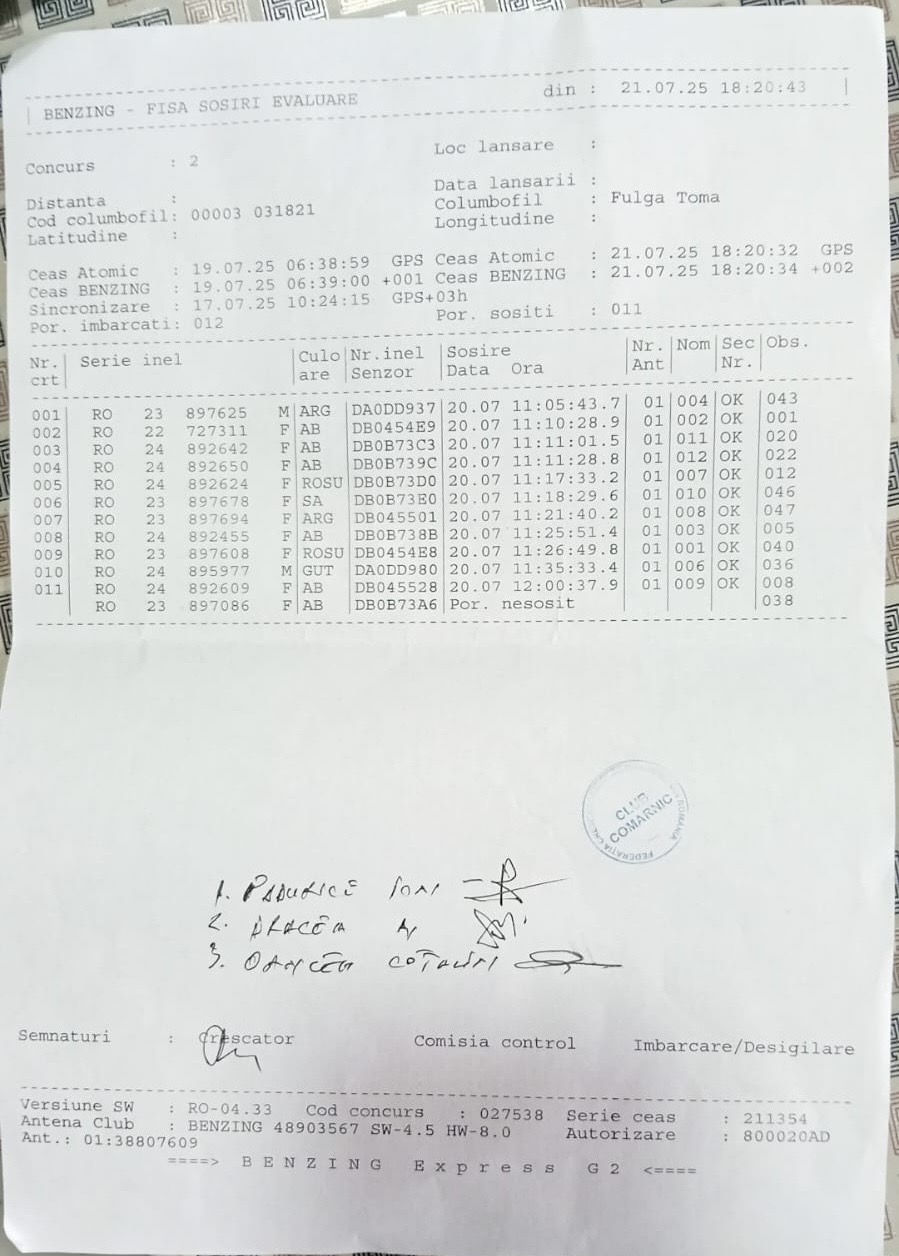 BENZING - FISA SOSIRI EVALUARE din : 21.07.25 18:20:43
Concurs : 2 Loc lansare :
Distanta : Data lansarii :
Cod columbofil: 00003 031821 Columbofil : Fulga Toma
Latitudine : Longitudine :
Ceas Atomic : 19.07.25 06:38:59 GPS Ceas Atomic : 21.07.25 18:20:32 GPS
Ceas BENZING : 19.07.25 06:39:00 +001 Ceas BENZING : 21.07.25 18:20:34 +002
Sincronizare : 17.07.25 10:24:15 GPS+03h
Por. imbarcati: 012 Por. sositi : 011
Nr. Serie inel Culo Nr.inel Sosire Nr. Nom Sec Obs.
crt are Senzor Data Ora Ant Nr.
001 RO 23 897625 M ARG DA0DD937 20.07 11:05:43.7 01 004 OK 043
002 RO 22 727311 F AB DB0454E9 20.07 11:10:28.9 01 002 OK 001
003 RO 24 892642 F AB DB0B73C3 20.07 11:11:01.5 01 011 OK 020
004 RO 24 892650 F AB DB0B739C 20.07 11:11:28.8 01 012 OK 022
005 RO 24 892624 F ROSU DB0B73D0 20.07 11:17:33.2 01 007 OK 012
006 RO 23 897678 F SA DB0B73E0 20.07 11:18:29.6 01 010 OK 046
007 RO 23 897694 F ARG DB045501 20.07 11:21:40.2 01 008 OK 047
008 RO 24 892455 F AB DB0B738B 20.07 11:25:51.4 01 003 OK 005
009 RO 23 897608 F ROSU DB0454E8 20.07 11:26:49.8 01 001 OK 040
010 RO 24 895977 M GUT DA0DD980 20.07 11:35:33.4 01 006 OK 036
011 RO 24 892609 F AB DB045528 20.07 12:00:37.9 01 009 OK 008
RO 23 897086 F AB DB0B73A6 Por. nesosit 038
CLUB
COMARNIC
FEDERATIA ROMANIA
1.
2.
3.
Semnaturi : Crescator Comisia control Imbarcare/Desigilare
Versiune SW : RO-04.33 Cod concurs : 027538 Serie ceas : 211354
Antena Club : BENZING 48903567 SW-4.5 HW-8.0 Autorizare : 800020AD
Ant.: 01:38807609
====> B E N Z I N G E x p r e s s G 2 <====